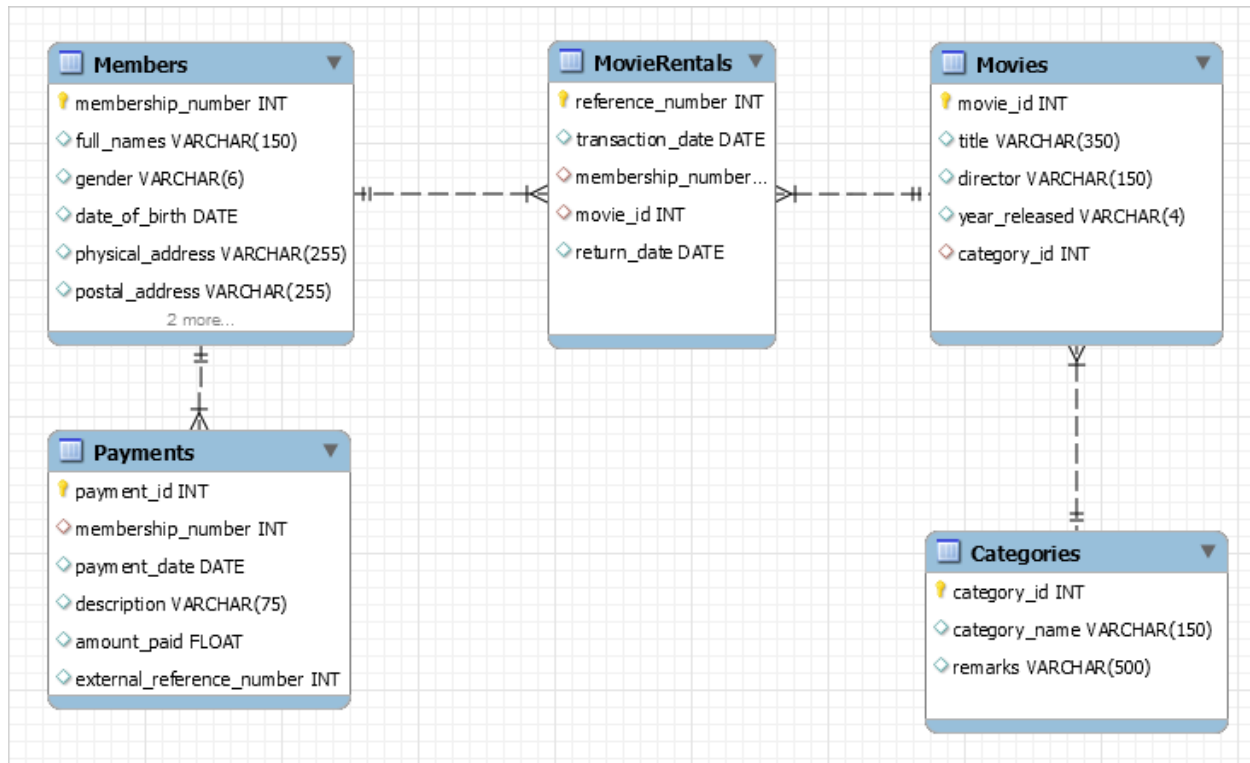 Members
membership_number INT
full_names VARCHAR(150)
gender VARCHAR(6)
date_of_birth DATE
physical_address VARCHAR(255)
postal_address VARCHAR(255)
2 more...
MovieRentals
reference_number INT
transaction_date DATE
membership_number...
movie_id INT
return_date DATE
Movies
movie_id INT
title VARCHAR(350)
director VARCHAR(150)
year_released VARCHAR(4)
category_id INT
Payments
payment_id INT
membership_number INT
payment_date DATE
description VARCHAR(75)
amount_paid FLOAT
external_reference_number INT
Categories
category_id INT
category_name VARCHAR(150)
remarks VARCHAR(500)